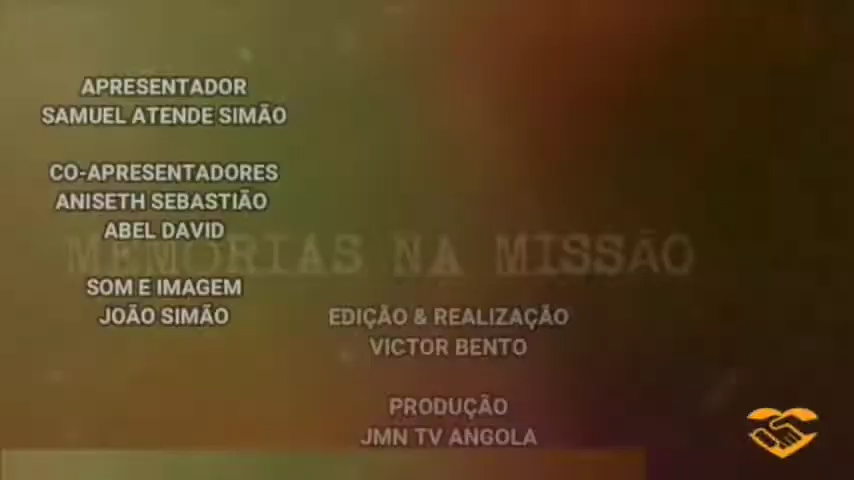 APRESENTADOR
SAMUEL ATENDE SIMÃO
CO-APRESENTADORES
ANISETH SEBASTIÃO
ABEL DAVID
MEMÓRIAS NA MISSÃO
SOM E IMAGEM
JOÃO SIMÃO
EDIÇÃO & REALIZAÇÃO
VICTOR BENTO
PRODUÇÃO
JMN TV ANGOLA